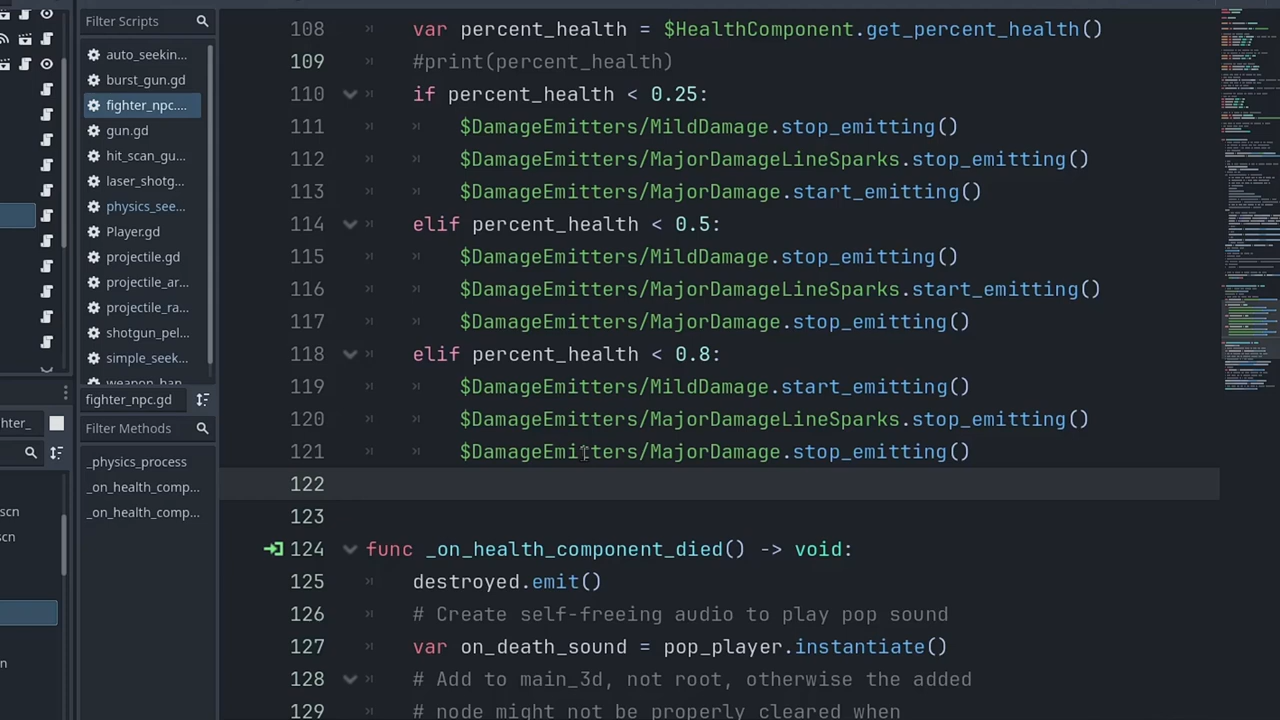 Filter Scripts
auto_seekin...
burst_gun.gd
fighter_npc....
gun.gd
hit_scan_gu...
near_shotg...
physics_see...
projectile.gd
projectile_ar...
projectile_ra...
shotgun_pel...
simple_seek...
weapon_han...
fighter_npc.gd
Filter Methods
_physics_process
_on_health_comp...
_on_health_comp...
scn
scn
108 var percent_health = $HealthComponent.get_percent_health()
109 #print(percent_health)
110 if percent_health < 0.25:
111 $DamageEmitters/MildDamage.stop_emitting()
112 $DamageEmitters/MajorDamageLineSparks.stop_emitting()
113 $DamageEmitters/MajorDamage.start_emitting()
114 elif percent_health < 0.5:
115 $DamageEmitters/MildDamage.stop_emitting()
116 $DamageEmitters/MajorDamageLineSparks.start_emitting()
117 $DamageEmitters/MajorDamage.stop_emitting()
118 elif percent_health < 0.8:
119 $DamageEmitters/MildDamage.start_emitting()
120 $DamageEmitters/MajorDamageLineSparks.stop_emitting()
121 $DamageEmitters/MajorDamage.stop_emitting()
122
123
124 func _on_health_component_died() -> void:
125 destroyed.emit()
126 # Create self-freeing audio to play pop sound
127 var on_death_sound = pop_player.instantiate()
128 # Add to main_3d, not root, otherwise the added
129 # node might not be properly cleared when